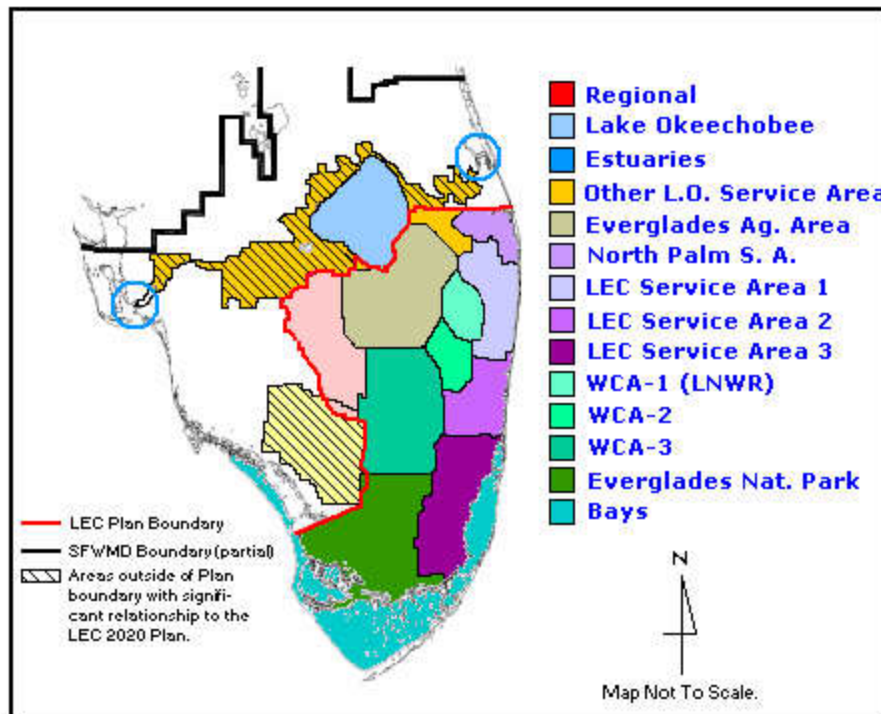 Regional
Lake Okeechobee
Estuaries
Other L.O. Service Area
Everglades Ag. Area
North Palm S. A.
LEC Service Area 1
LEC Service Area 2
LEC Service Area 3
WCA-1 (LNWR)
WCA-2
WCA-3
Everglades Nat. Park
Bays
LEC Plan Boundary
SFWMD Boundary (partial)
Areas outside of Plan
boundary with signifi-
cant relationship to the
LEC 2020 Plan.
N
Map Not To Scale.